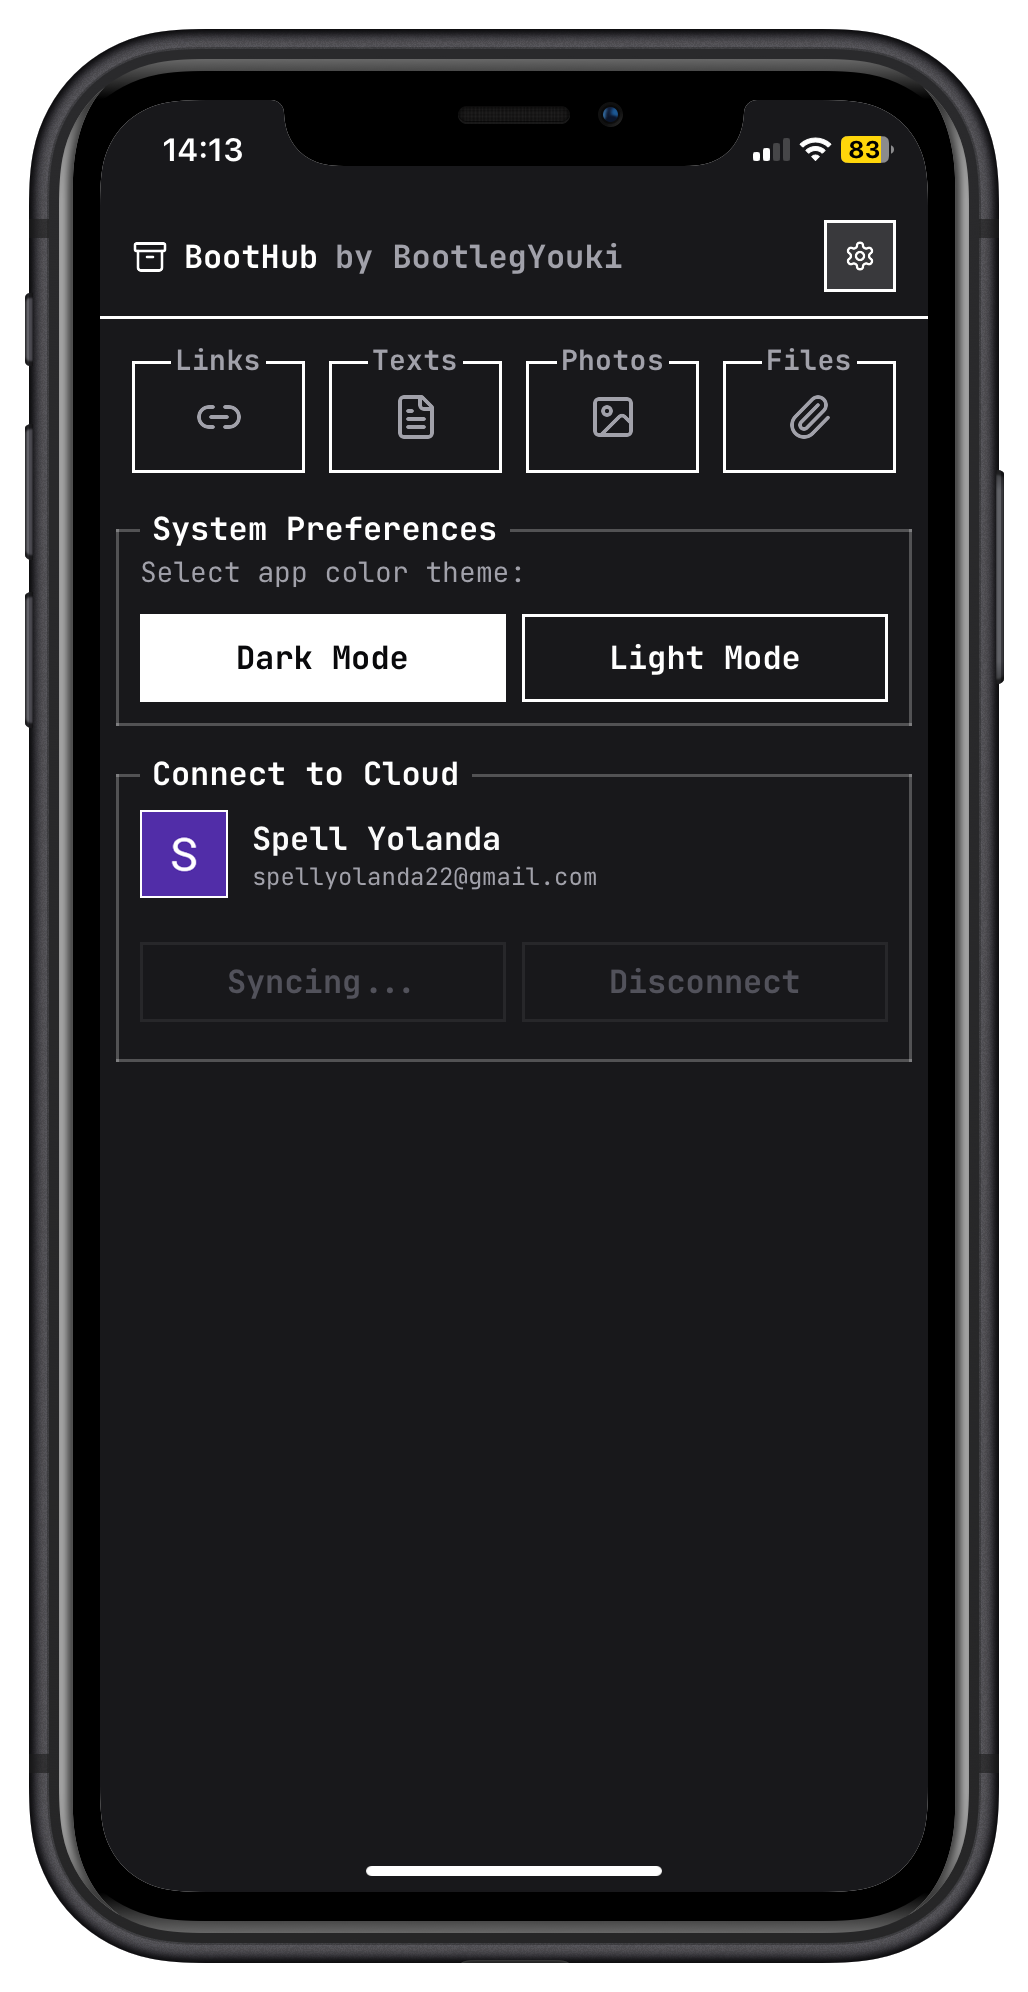 14:13
83
BootHub by BootlegYouki
Links Texts Photos Files
System Preferences
Select app color theme:
Dark Mode Light Mode
Connect to Cloud
S
Spell Yolanda
spellyolanda22@gmail.com
Syncing... Disconnect